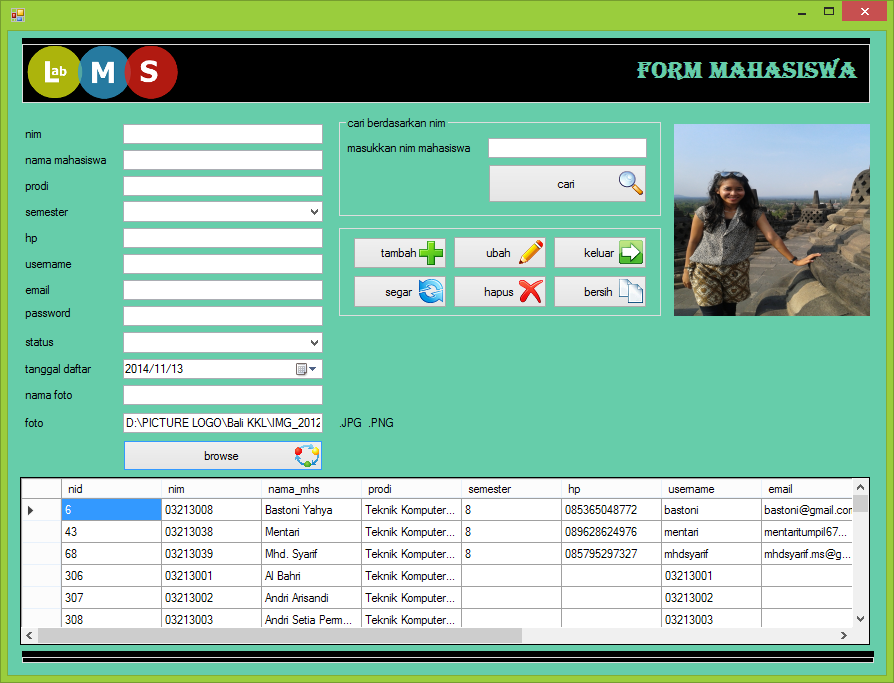 Lab M S
FORM MAHASISWA
nim
nama mahasiswa
prodi
semester
hp
username
email
password
status
tanggal daftar 2014/11/13
nama foto
foto D:\PICTURE LOGO\Bali KKL\IMG_2012 .JPG .PNG
browse
cari berdasarkan nim
masukkan nim mahasiswa
cari
tambah ubah keluar
segar hapus bersih
nid nim nama_mhs prodi semester hp username email
6 03213008 Bastoni Yahya Teknik Komputer... 8 085365048772 bastoni bastoni@gmail.com
43 03213038 Mentari Teknik Komputer... 8 089628624976 mentari mentaritumpil67...
68 03213039 Mhd. Syarif Teknik Komputer... 8 085795297327 mhdsyarif mhdsyarif.ms@g...
306 03213001 Al Bahri Teknik Komputer... 03213001
307 03213002 Andri Arisandi Teknik Komputer... 03213002
308 03213003 Andri Setia Perm... Teknik Komputer... 03213003